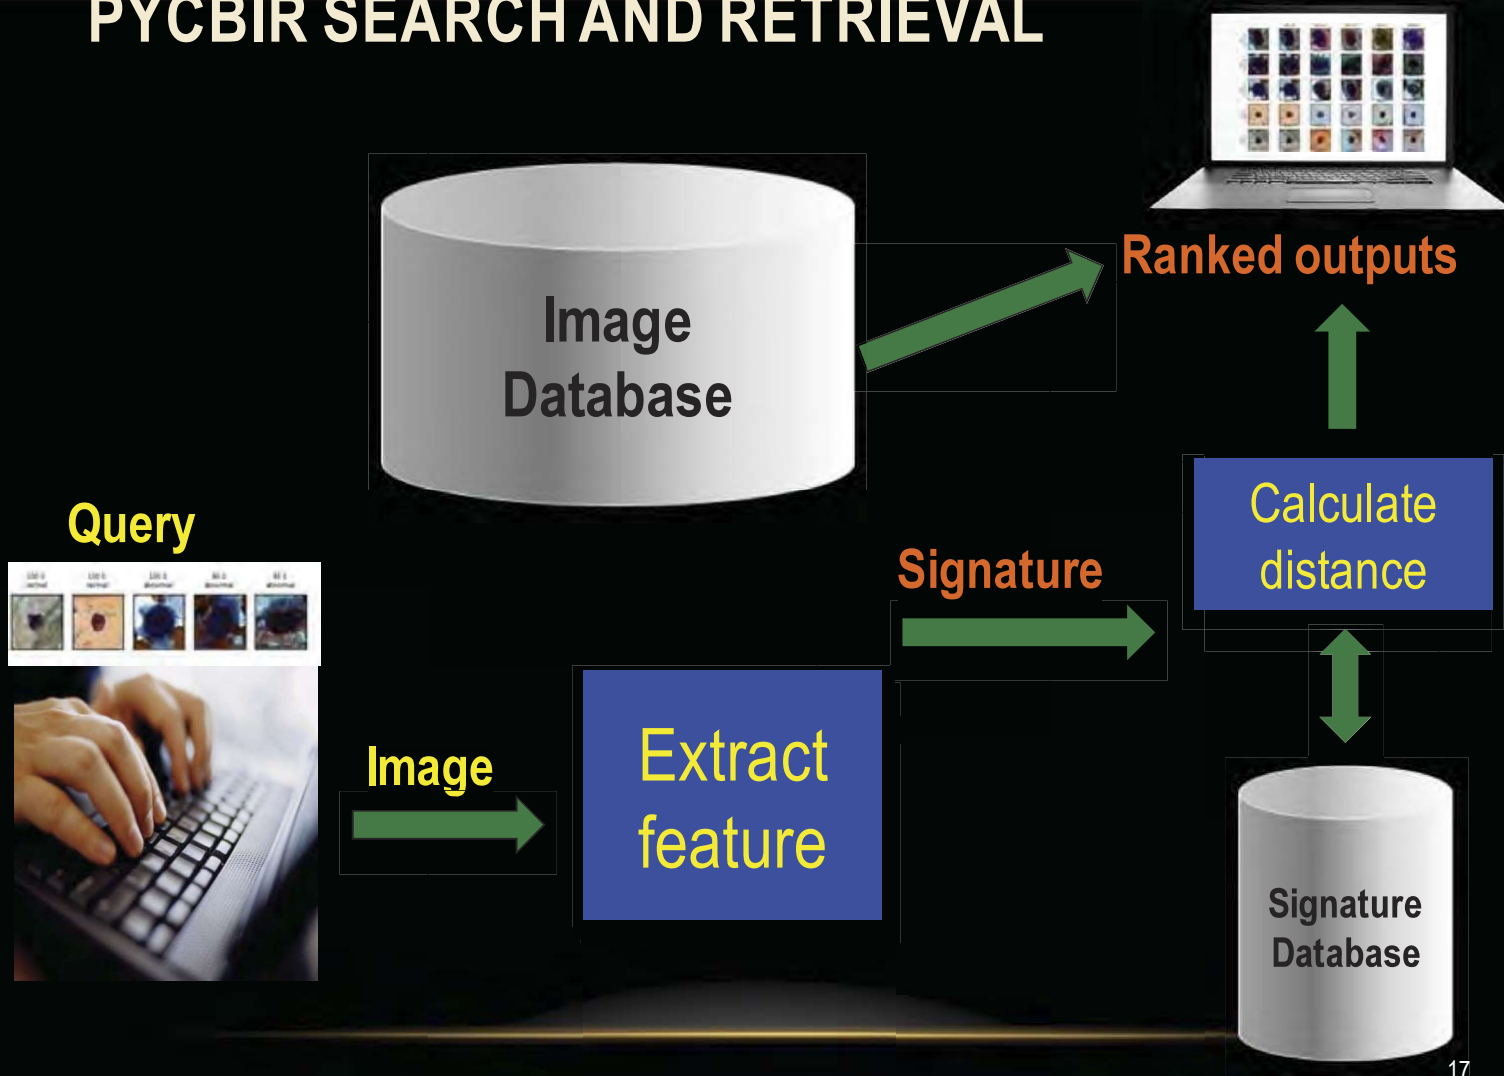 PYCBIR SEARCH AND RETRIEVAL
Ranked outputs
Image
Database
Query
Calculate
distance
Signature
Image
Extract
feature
Signature
Database
17